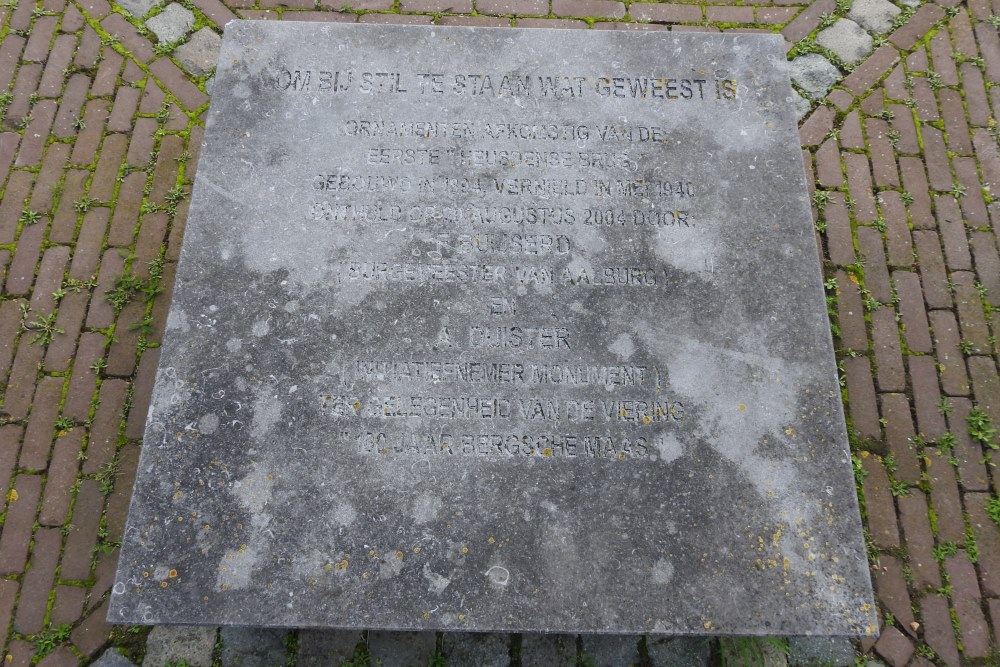 OM BIJ STIL TE STAAN WAT GEWEEST IS
ORNAMENTEN AFKOMSTIG VAN DE
EERSTE "HEUSDENSE BRUG"
GEBOUWD IN 1904, VERNIELD IN MEI 1940
ONTHULD OP AUGUSTUS 2004 DOOR:
( BURGEMEESTER VAN AALBURG )
EN
A. DUISTER
( INITIATIEFNEMER MONUMENT )
TER GELEGENHEID VAN DE VIERING
"100 JAAR BERGSCHE MAAS"